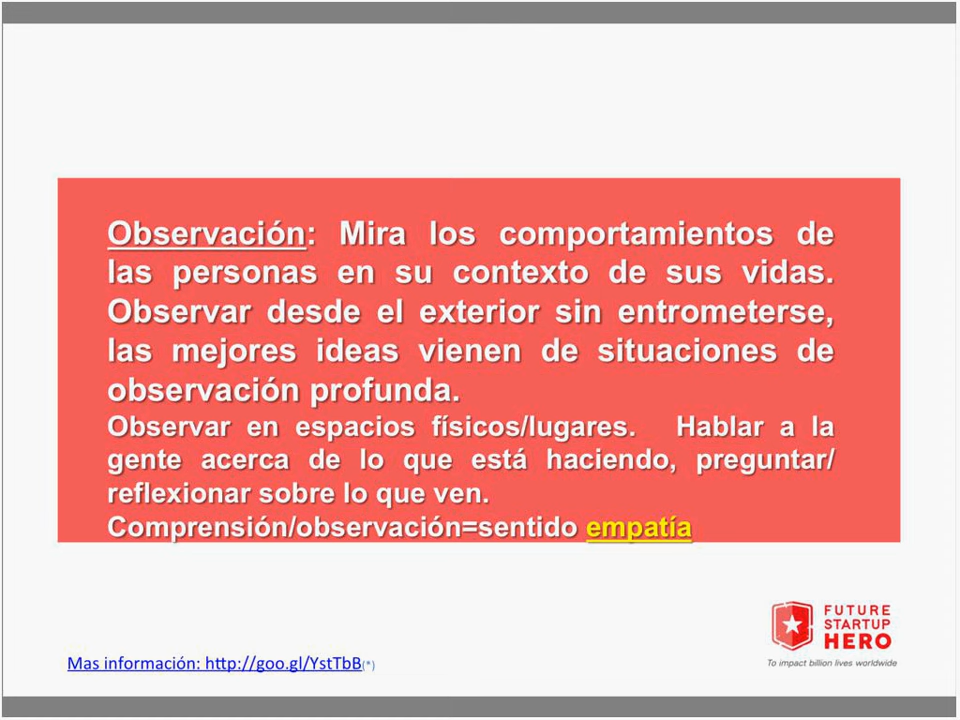 Observación: Mira los comportamientos de
las personas en su contexto de sus vidas.
Observar desde el exterior sin entrometerse,
las mejores ideas vienen de situaciones de
observación profunda.
Observar en espacios físicos/lugares. Hablar a la
gente acerca de lo que está haciendo, preguntar/
reflexionar sobre lo que ven.
Comprensión/observación=sentido empatía
FUTURE
STARTUP
HERO
To impact billion lives worldwide
Mas información: http://goo.gl/YstTbB(*)